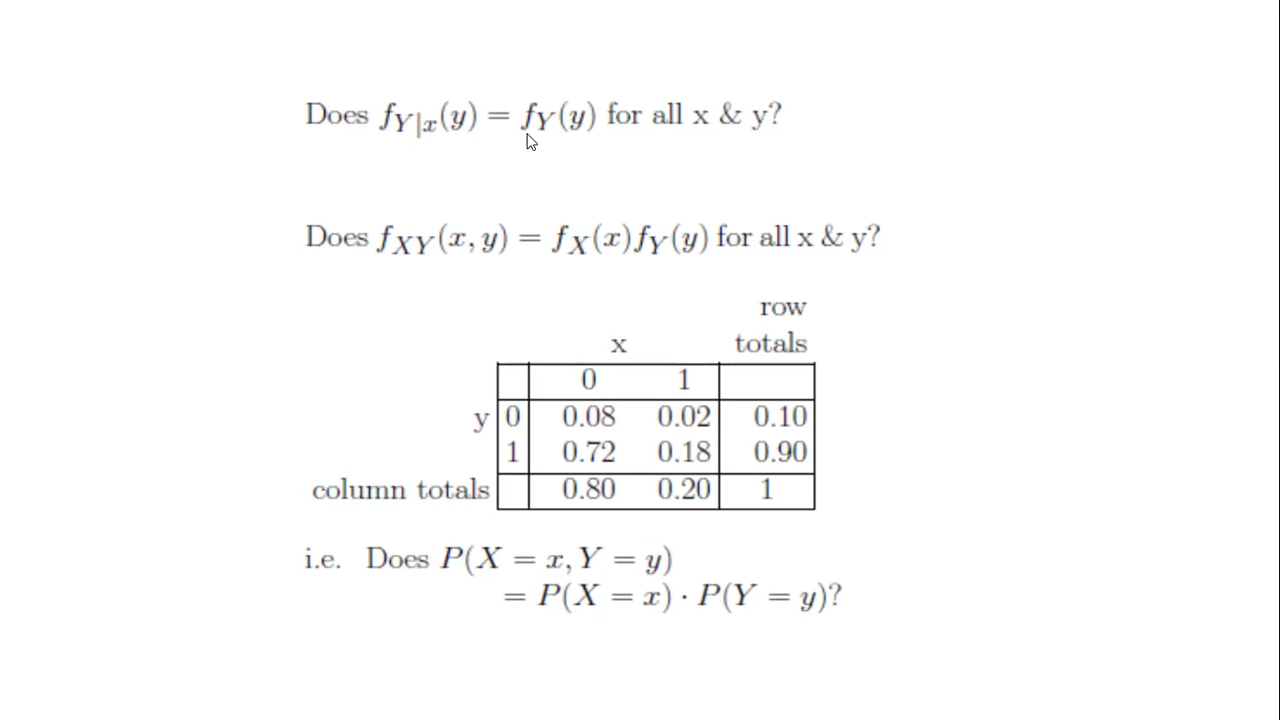 Does f_{Y|x}(y) = f_Y(y) for all x & y?
Does f_{XY}(x, y) = f_X(x)f_Y(y) for all x & y?
row
x totals
0 1
y 0 0.08 0.02 0.10
1 0.72 0.18 0.90
column totals 0.80 0.20 1
i.e. Does P(X = x, Y = y)
= P(X = x) · P(Y = y)?